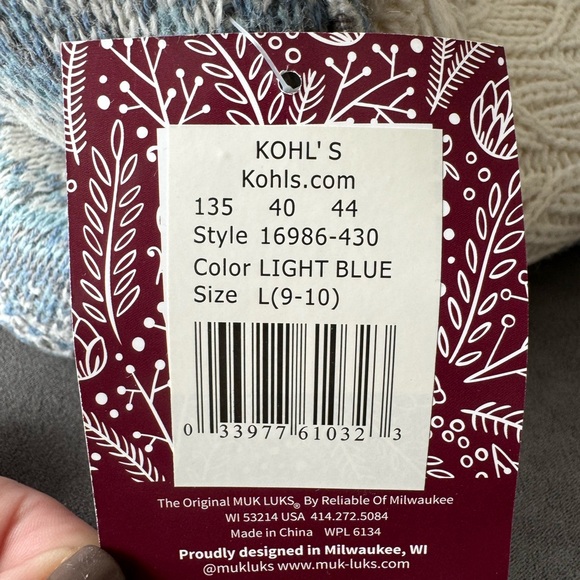 KOHL' S
Kohls.com
135 40 44
Style 16986-430
Color LIGHT BLUE
Size L(9-10)
0 33977 61032 3
The Original MUK LUKS® By Reliable Of Milwaukee
WI 53214 USA 414.272.5084
Made in China WPL 6134
Proudly designed in Milwaukee, WI
@mukluks www.muk-luks.com